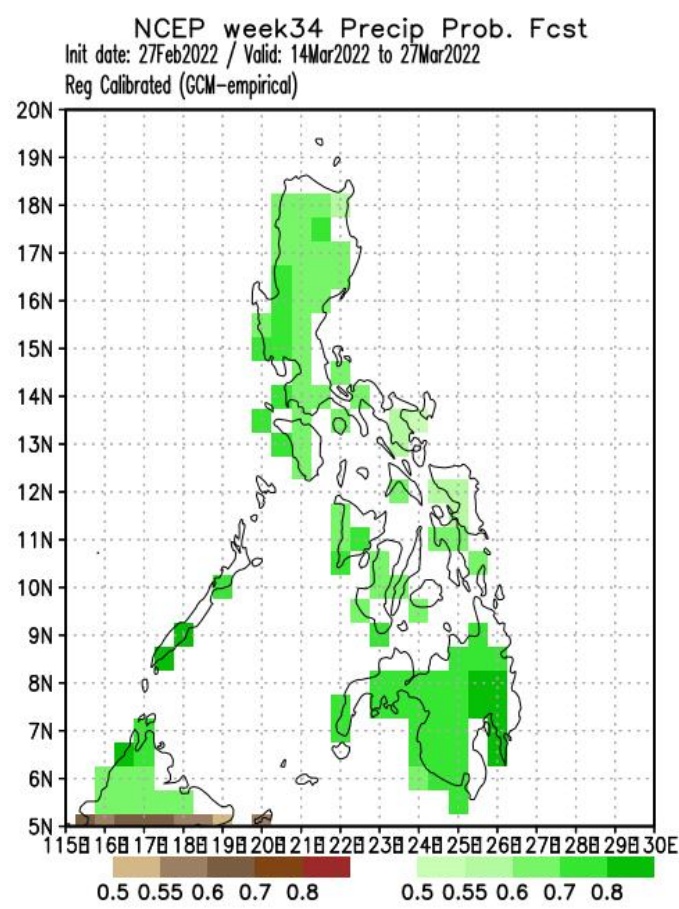 NCEP week34 Precip Prob. Fcst
Init date: 27Feb2022 / Valid: 14Mar2022 to 27Mar2022
Reg Calibrated (GCM-empirical)
20N
19N
18N
17N
16N
15N
14N
13N
12N
11N
10N
9N
8N
7N
6N
5N
115E 116E 117E 118E 119E 120E 121E 122E 123E 124E 125E 126E 127E 128E 129E 130E
0.5 0.55 0.6 0.7 0.8 0.5 0.55 0.6 0.7 0.8